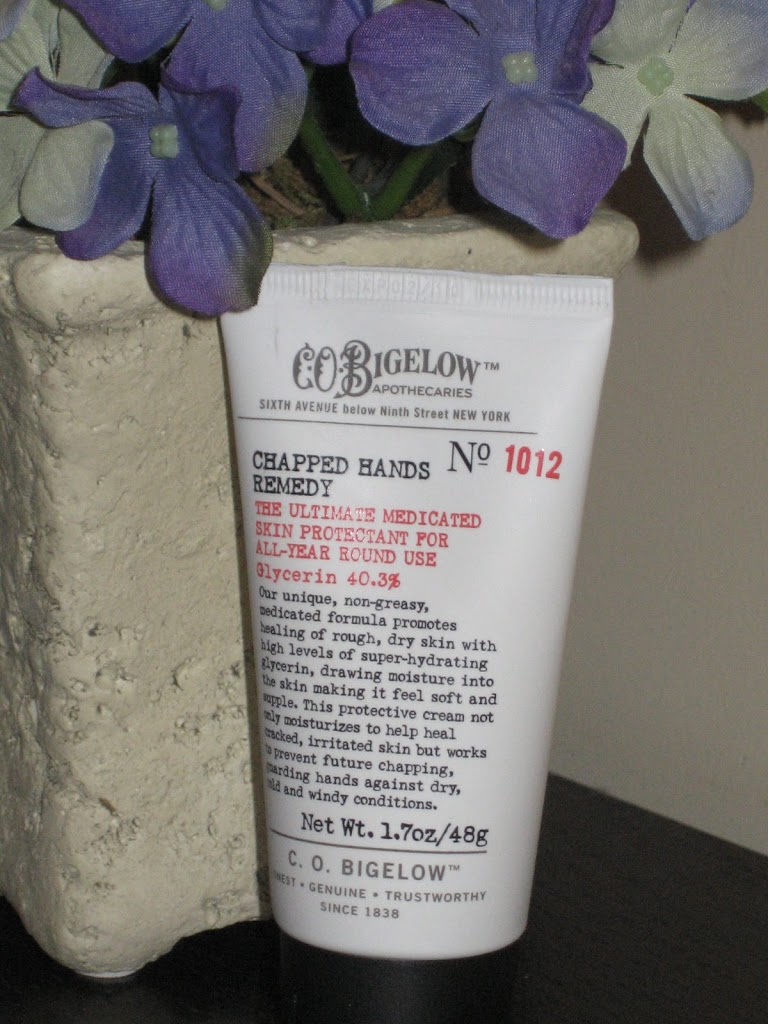 C.O. BIGELOW™
APOTHECARIES
SIXTH AVENUE below Ninth Street NEW YORK
CHAPPED HANDS
REMEDY
Nº 1012
THE ULTIMATE MEDICATED
SKIN PROTECTANT FOR
ALL-YEAR ROUND USE
Glycerin 40.3%
Our unique, non-greasy,
medicated formula promotes
healing of rough, dry skin with
high levels of super-hydrating
glycerin, drawing moisture into
the skin making it feel soft and
supple. This protective cream not
only moisturizes to help heal
cracked, irritated skin but works
to prevent future chapping,
guarding hands against dry,
cold and windy conditions.
Net Wt. 1.7oz/48g
C. O. BIGELOW™
• GENUINE • TRUSTWORTHY
SINCE 1838